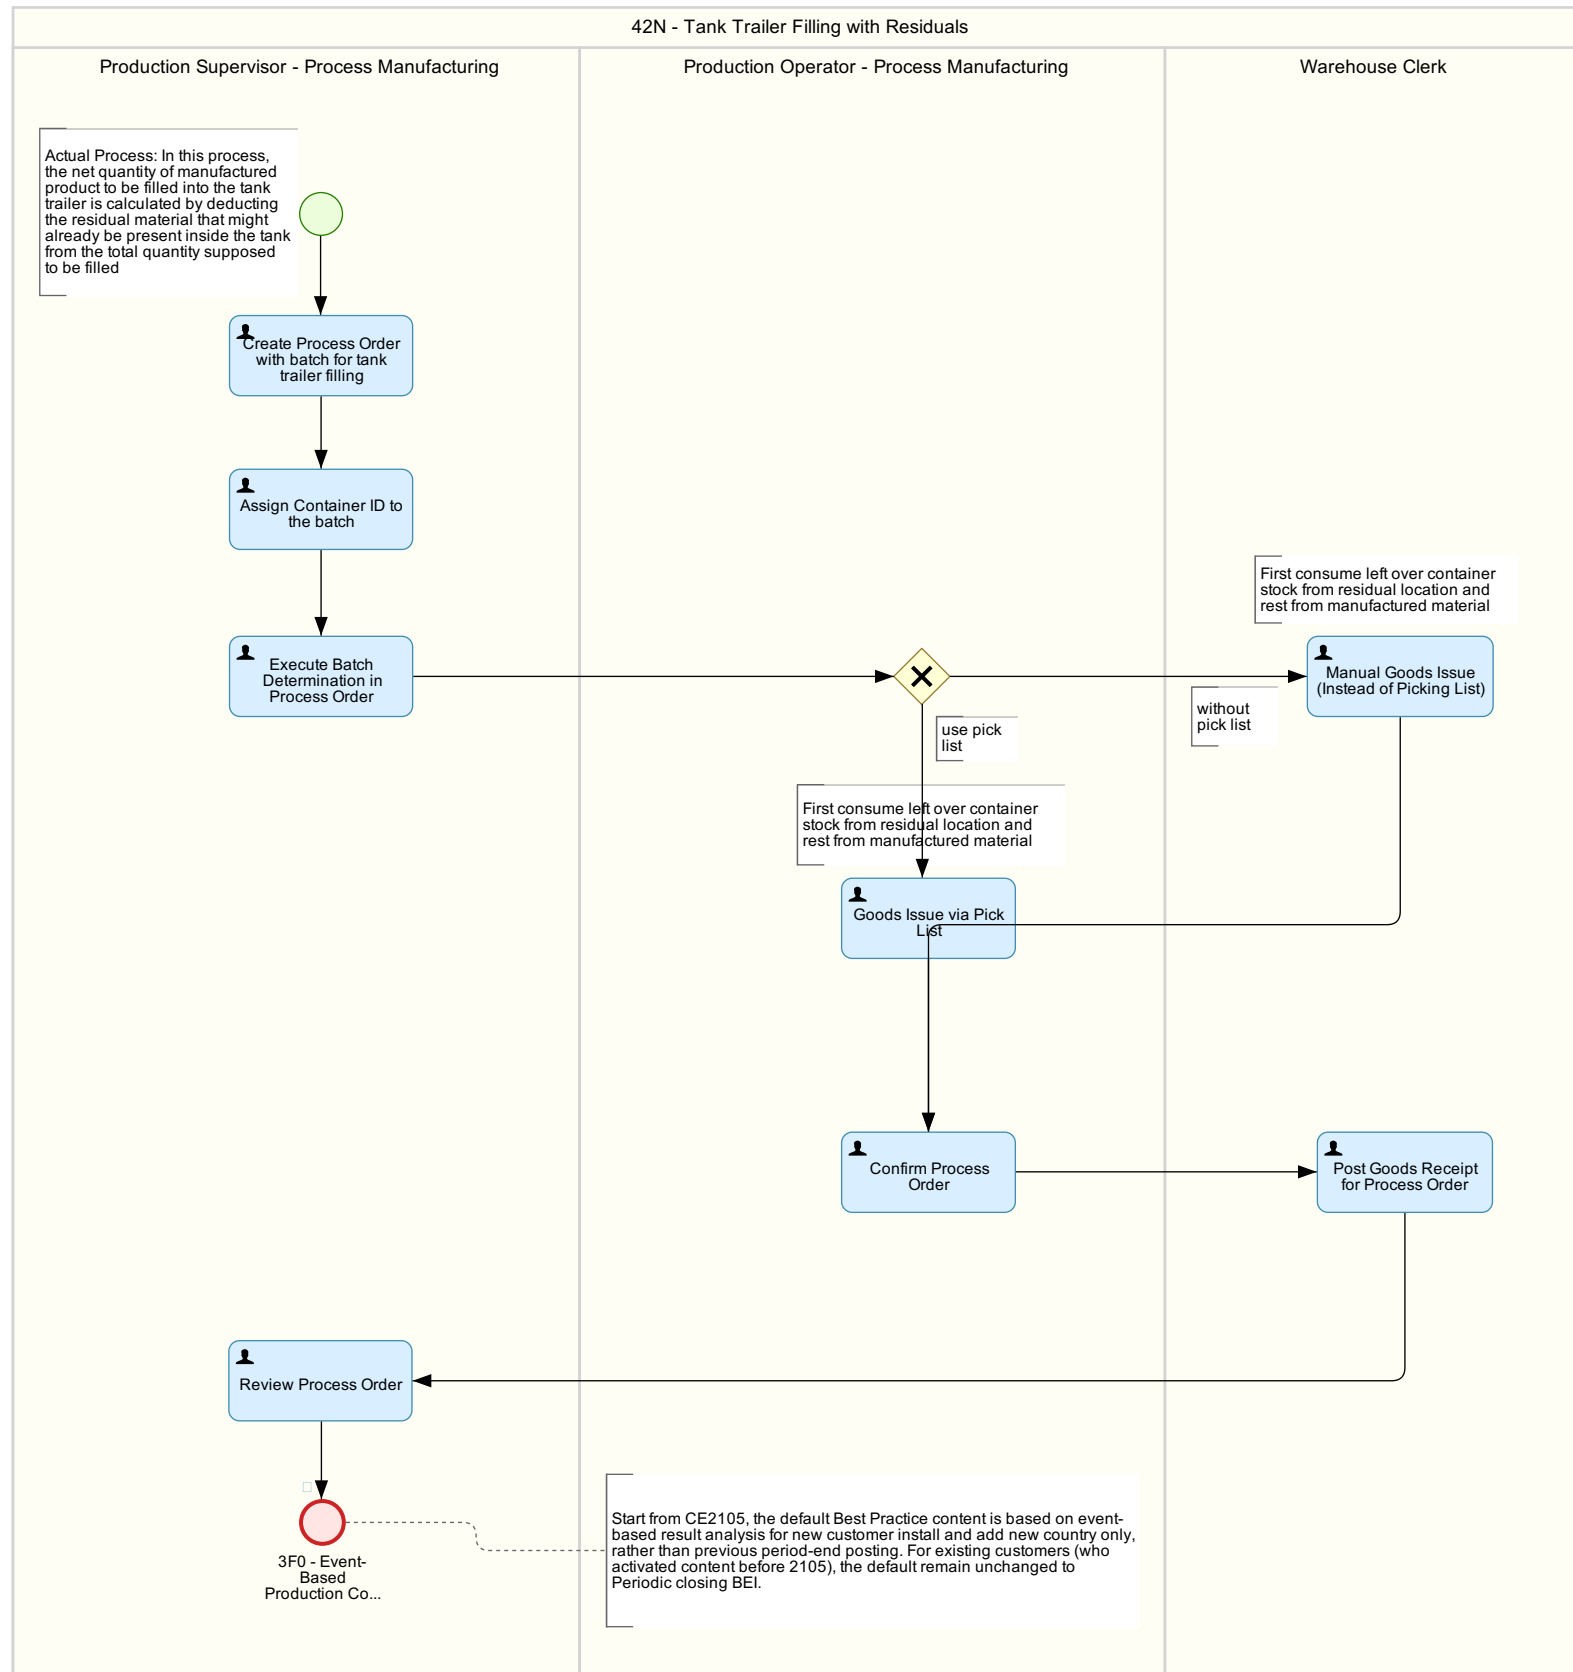 42N - Tank Trailer Filling with Residuals
Production Supervisor - Process Manufacturing
Production Operator - Process Manufacturing
Warehouse Clerk
Actual Process: In this process,
the net quantity of manufactured
product to be filled into the tank
trailer is calculated by deducting
the residual material that might
already be present inside the tank
from the total quantity supposed
to be filled
Create Process Order
with batch for tank
trailer filling
Assign Container ID to
the batch
Execute Batch
Determination in
Process Order
First consume left over container
stock from residual location and
rest from manufactured material
Manual Goods Issue
(Instead of Picking List)
without
pick list
use pick
list
First consume left over container
stock from residual location and
rest from manufactured material
Goods Issue via Pick
List
Confirm Process
Order
Post Goods Receipt
for Process Order
Review Process Order
3F0 - Event-
Based
Production Co...
Start from CE2105, the default Best Practice content is based on event-
based result analysis for new customer install and add new country only,
rather than previous period-end posting. For existing customers (who
activated content before 2105), the default remain unchanged to
Periodic closing BEI.